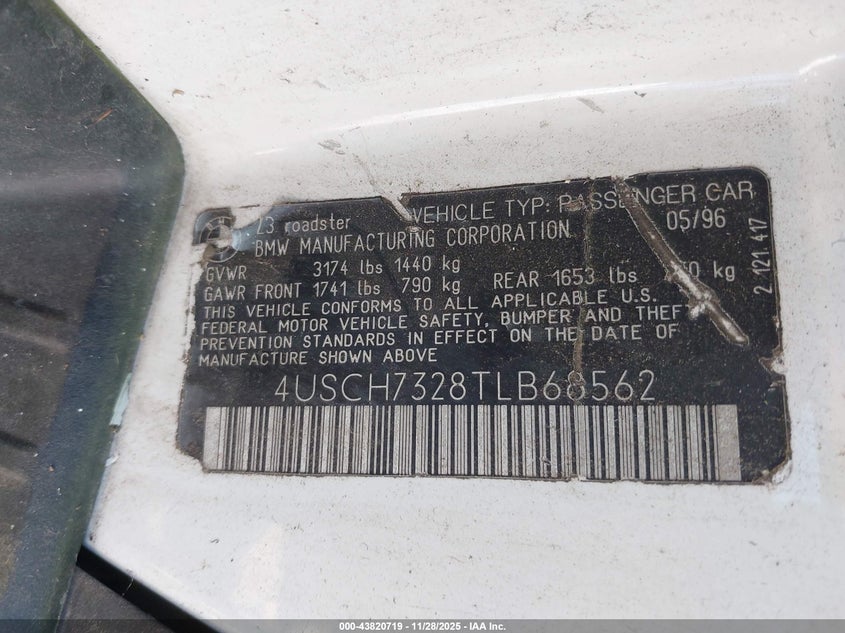 Z3 roadster VEHICLE TYP: PASSENGER CAR
BMW MANUFACTURING CORPORATION 05/96
GVWR 3174 lbs 1440 kg
GAWR FRONT 1741 lbs 790 kg REAR 1653 lbs kg
THIS VEHICLE CONFORMS TO ALL APPLICABLE U.S.
FEDERAL MOTOR VEHICLE SAFETY, BUMPER AND THEFT
PREVENTION STANDARDS IN EFFECT ON THE DATE OF
MANUFACTURE SHOWN ABOVE
2 121 417
4USCH7328TLB68562
000-43820719 | 11/28/2025 - IAA Inc.